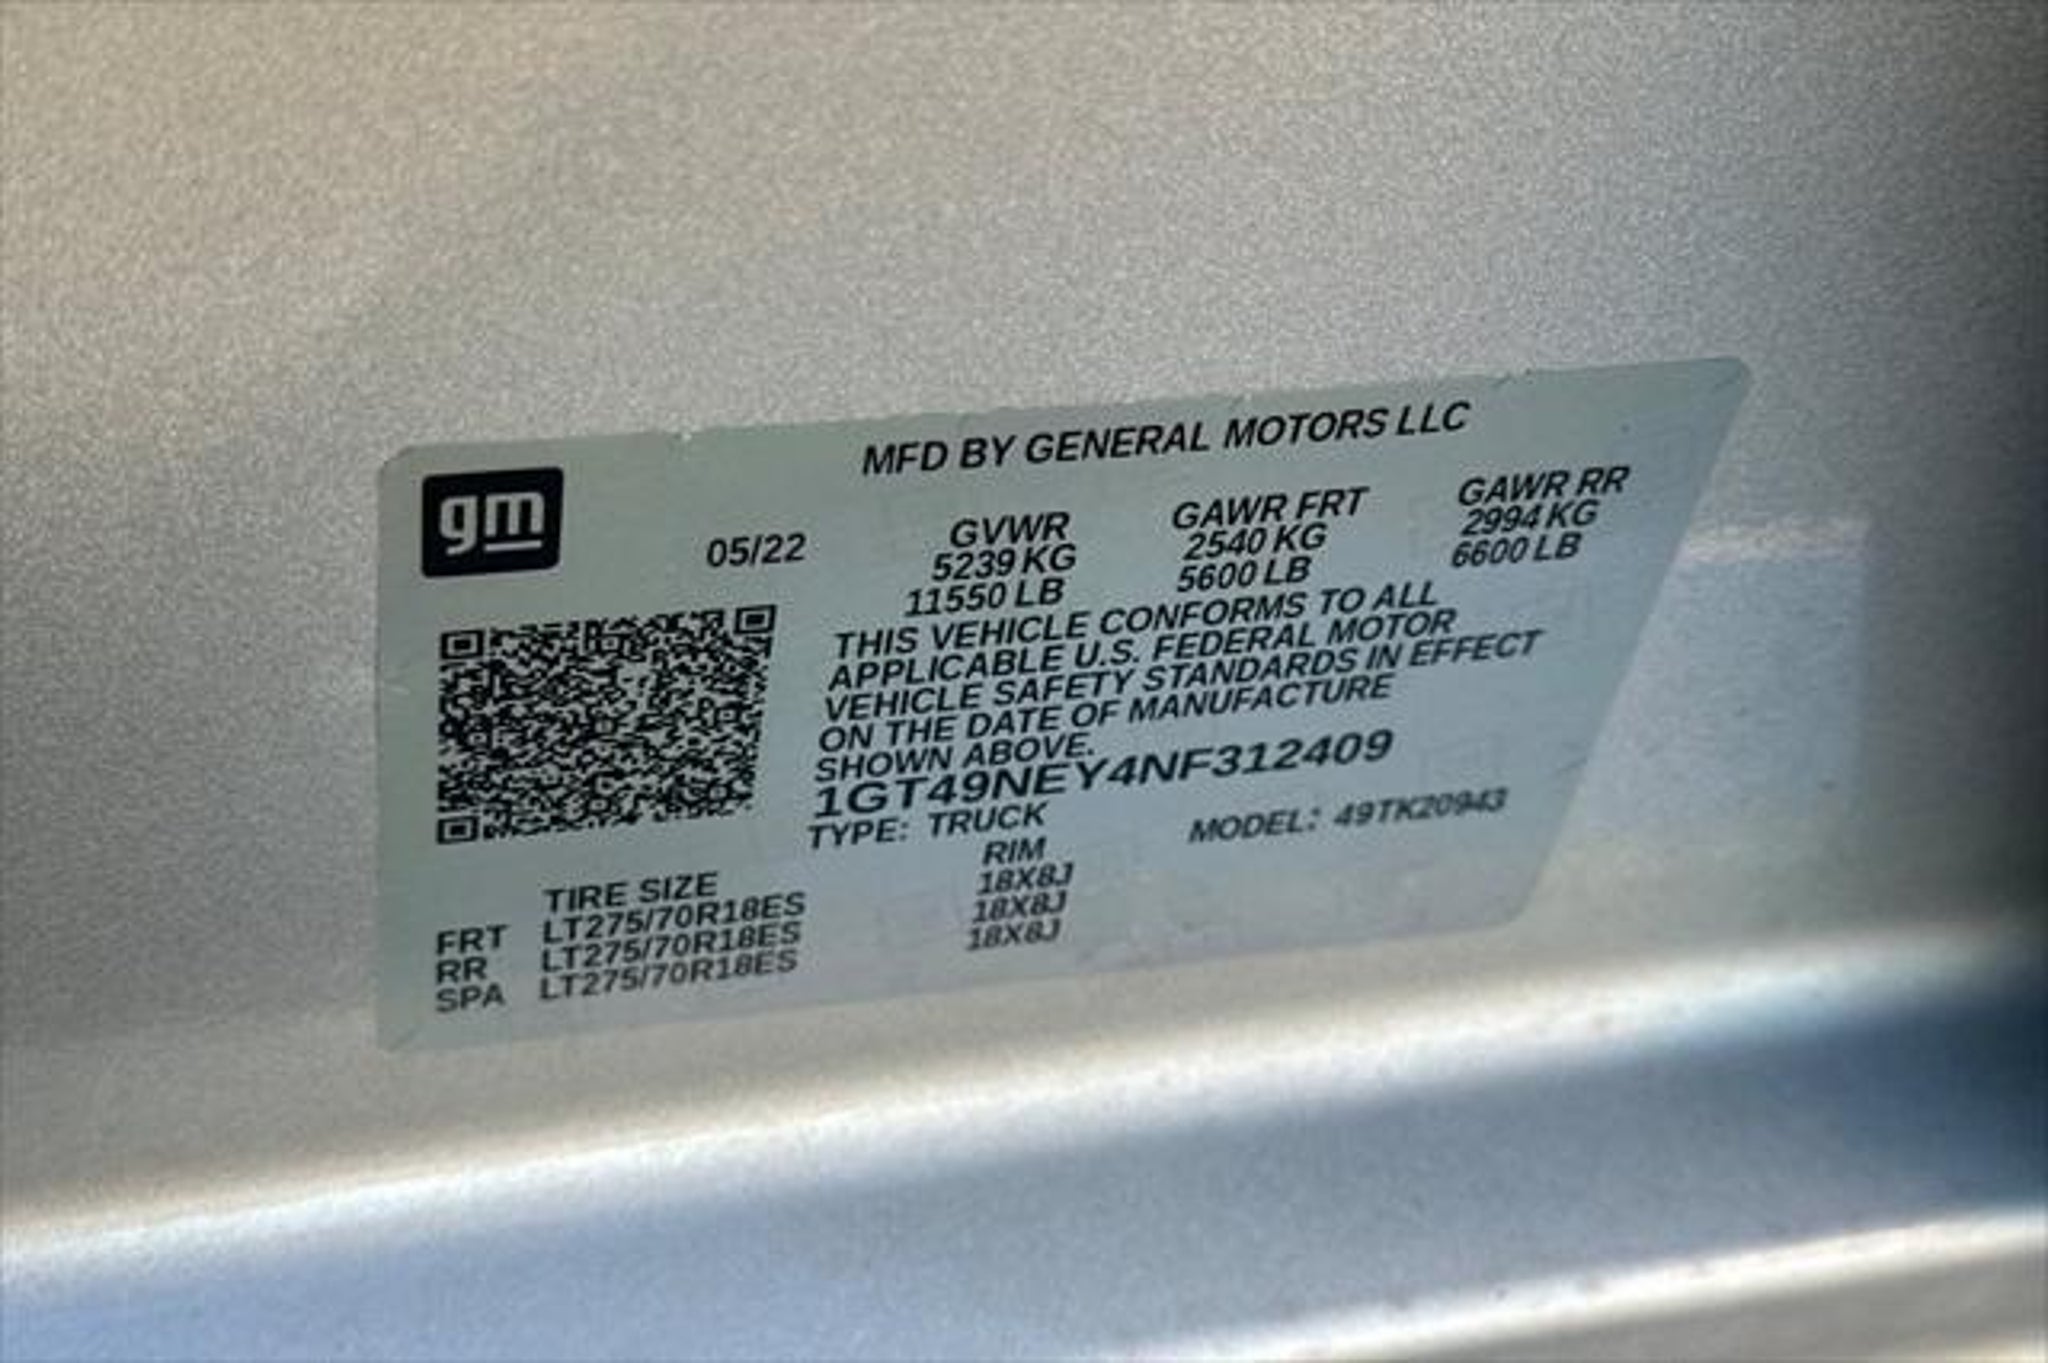 gm
MFD BY GENERAL MOTORS LLC
05/22 GVWR GAWR FRT GAWR RR
5239 KG 2540 KG 2994 KG
11550 LB 5600 LB 6600 LB
THIS VEHICLE CONFORMS TO ALL
APPLICABLE U.S. FEDERAL MOTOR
VEHICLE SAFETY STANDARDS IN EFFECT
ON THE DATE OF MANUFACTURE
SHOWN ABOVE.
1GT49NEY4NF312409
TYPE: TRUCK MODEL: 49TK20943
TIRE SIZE RIM
FRT LT275/70R18ES 18X8J
RR LT275/70R18ES 18X8J
SPA LT275/70R18ES 18X8J